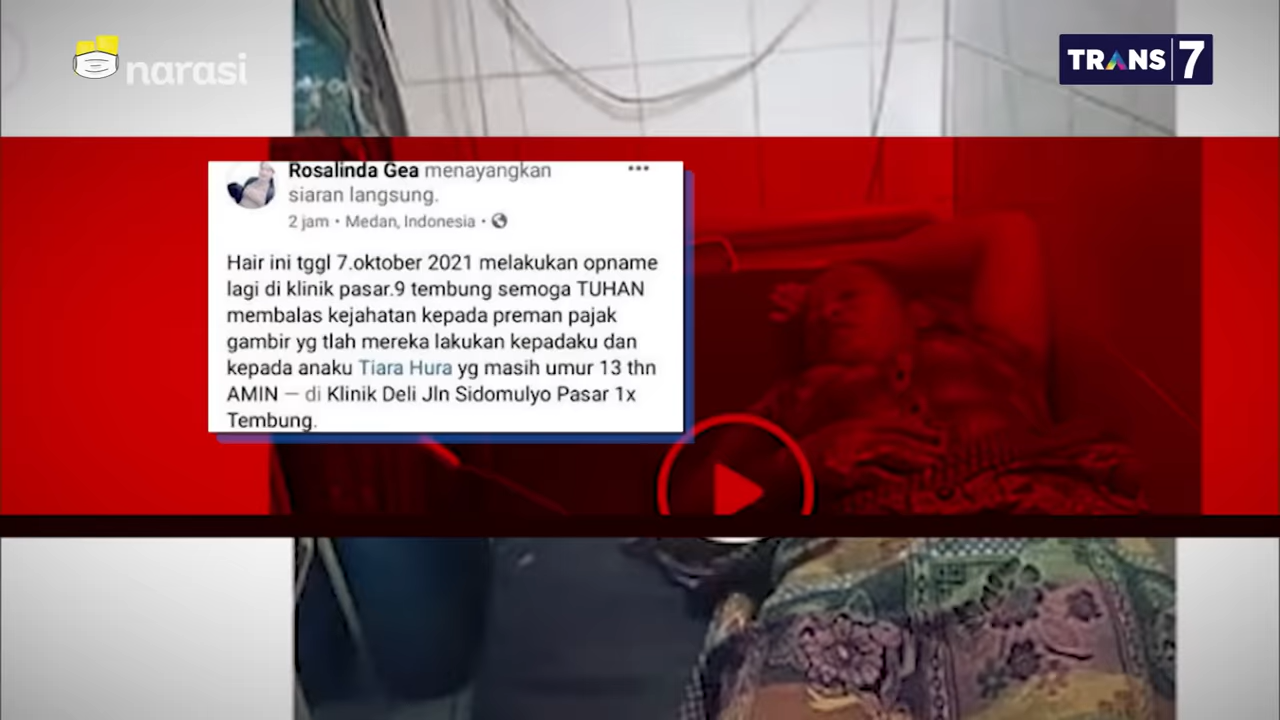 narasi
TRANS 7
Rosalinda Gea menayangkan
siaran langsung.
2 jam · Medan, Indonesia ·
Hair ini tggl 7.oktober 2021 melakukan opname
lagi di klinik pasar.9 tembung semoga TUHAN
membalas kejahatan kepada preman pajak
gambir yg tlah mereka lakukan kepadaku dan
kepada anaku Tiara Hura yg masih umur 13 thn
AMIN — di Klinik Deli Jln Sidomulyo Pasar 1x
Tembung.